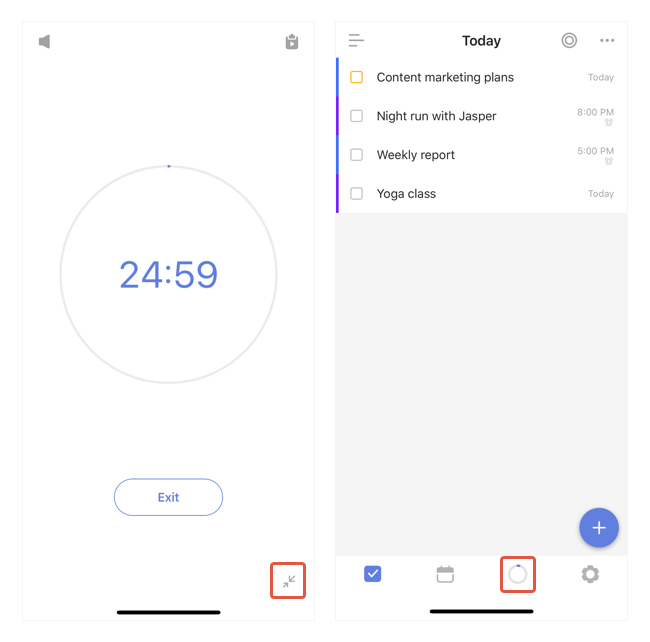 24:59
Exit
Today
Content marketing plans Today
Night run with Jasper 8:00 PM
Weekly report 5:00 PM
Yoga class Today